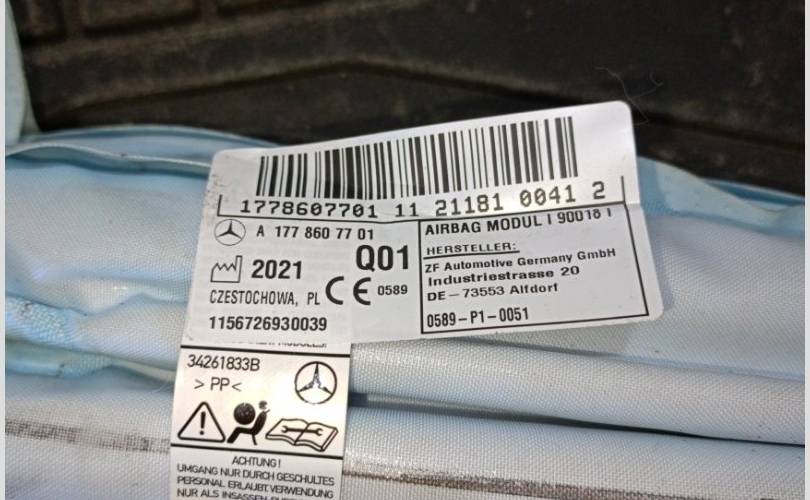 1778607701 11 21181 0041 2
A 177 860 77 01
Q01
2021
CZESTOCHOWA, PL
CE 0589
1156726930039
AIRBAG MODUL
HERSTELLER:
ZF Automotive Germany GmbH
Industriestrasse 20
DE-73553 Alfdorf
0589-P1-0051
34261833B
> PP <
ACHTUNG!
UMGANG NUR DURCH GESCHULTES
PERSONAL ERLAUBT. VERWENDUNG
NUR ALS INSASSEN